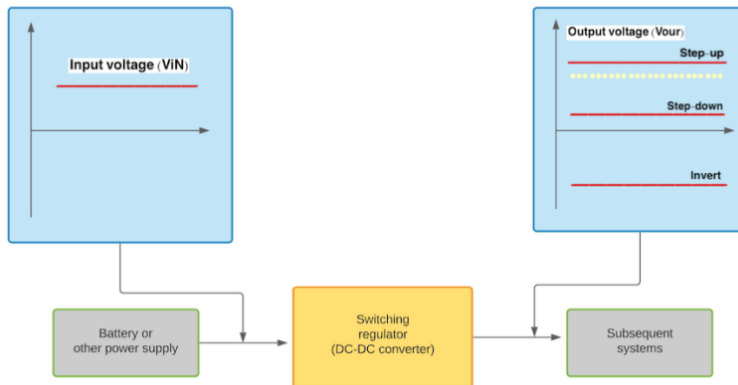 Input voltage (ViN)
Output voltage (Vour)
Step-up
Step-down
Invert
Battery or
other power supply
Switching
regulator
(DC-DC converter)
Subsequent
systems